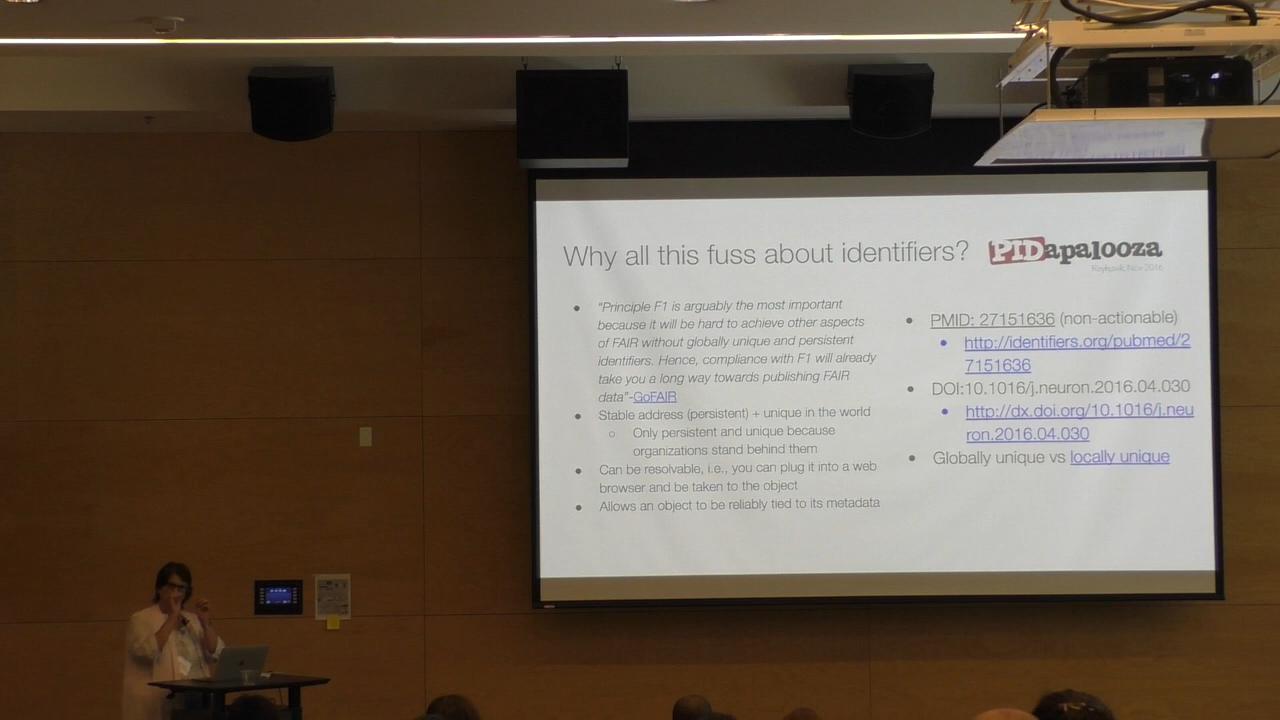 Why all this fuss about identifiers?
PIDapalooza
Reykjavik, Nov 2016
• "Principle F1 is arguably the most important
because it will be hard to achieve other aspects
of FAIR without globally unique and persistent
identifiers. Hence, compliance with F1 will already
take you a long way towards publishing FAIR
data"-GoFAIR
• Stable address (persistent) + unique in the world
○ Only persistent and unique because
organizations stand behind them
• Can be resolvable, i.e., you can plug it into a web
browser and be taken to the object
• Allows an object to be reliably tied to its metadata
• PMID: 27151636 (non-actionable)
• http://identifiers.org/pubmed/2
7151636
• DOI:10.1016/j.neuron.2016.04.030
• http://dx.doi.org/10.1016/j.neu
ron.2016.04.030
• Globally unique vs locally unique